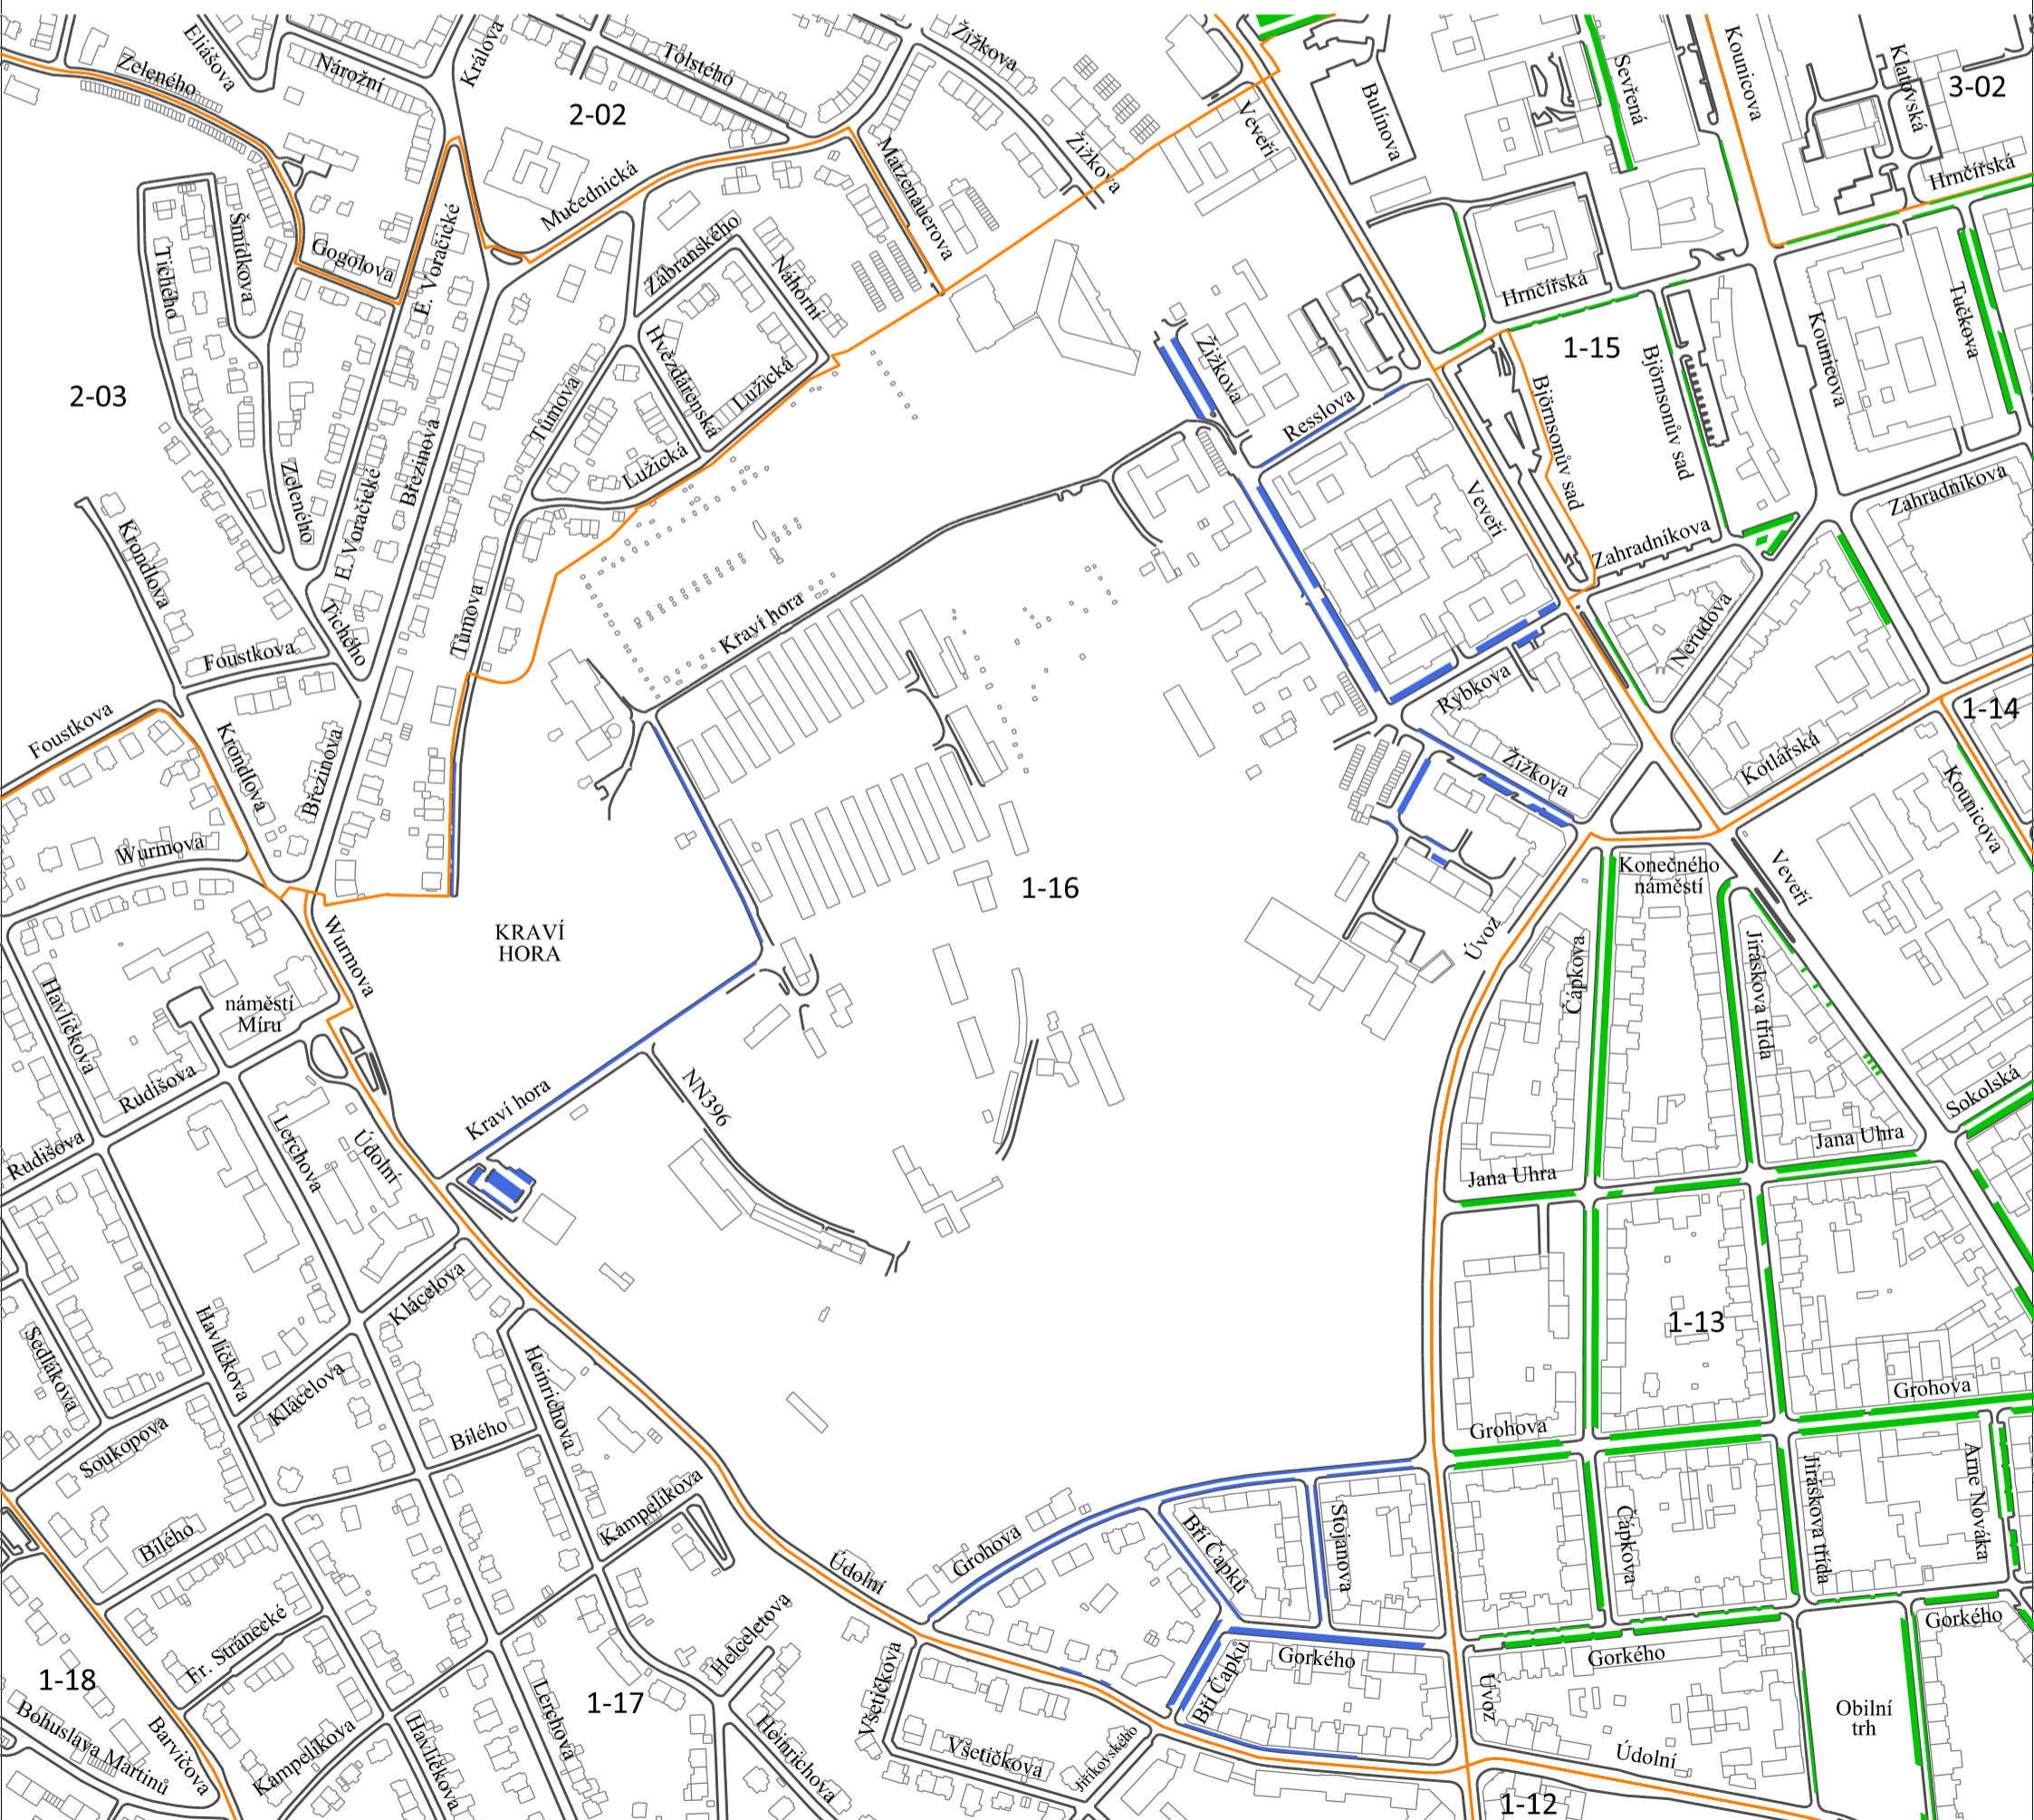 Zeleného
Eliášova
Nárožní
Králova
Tolstého
Žižkova
2-02
Žižkova
Veveří
Bulínova
Sevřená
Kounicova
Klatovská
3-02
Hrnčířská
Mučednická
Matzenauerova
Šmídkova
Tichého
Gogolova
E. Voračické
Zábranského
Náhorní
Hvězdárenská
Lužická
Lužická
Tůmova
Hrnčířská
1-15
Björnsonův sad
Björnsonův sad
Kounicova
Tučkova
Žižkova
Resslova
2-03
Březinova
Zeleného
E. Voračické
Krondlova
Tichého
Foustkova
Tůmova
Kraví hora
Veveří
Zahradníkova
Zahradníkova
Nerudova
Rybkova
Žižkova
Kotlářská
1-14
Kounicova
Foustkova
Krondlova
Březinova
Wurmova
Wurmova
1-16
KRAVÍ
HORA
Konečného
náměstí
Veveří
Úvoz
Čápkova
Jiráskova třída
Havlíčkova
náměstí
Míru
Rudišova
Rudišova
Lerchova
Údolní
Kraví hora
NN396
Sokolská
Jana Uhra
Jana Uhra
Klácelova
Havlíčkova
Sedlákova
Klácelova
Heinrichova
Bílého
Soukopova
Bílého
Kampelíkova
1-13
Grohova
Grohova
Grohova
Bří Čapků
Stojanova
Čápkova
Jiráskova třída
Arne Nováka
Údolní
Helceletova
Fr. Stránecké
1-18
Bohuslava Martinů
Barvičova
Kampelíkova
Havlíčkova
Lerchova
1-17
Heinrichova
Všetičkova
Všetičkova
Jiříkovského
Bří Čapků
Gorkého
Gorkého
Gorkého
Úvoz
Údolní
Obilní
trh
1-12